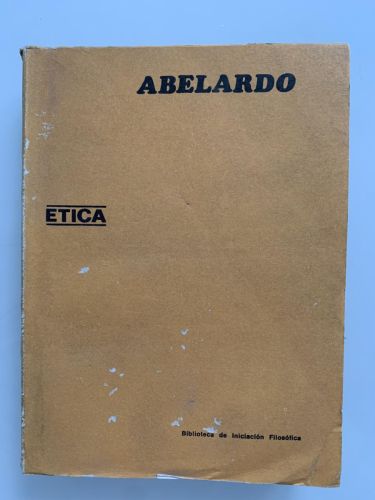 ABELARDO
ETICA
Biblioteca de Iniciación Filosófica